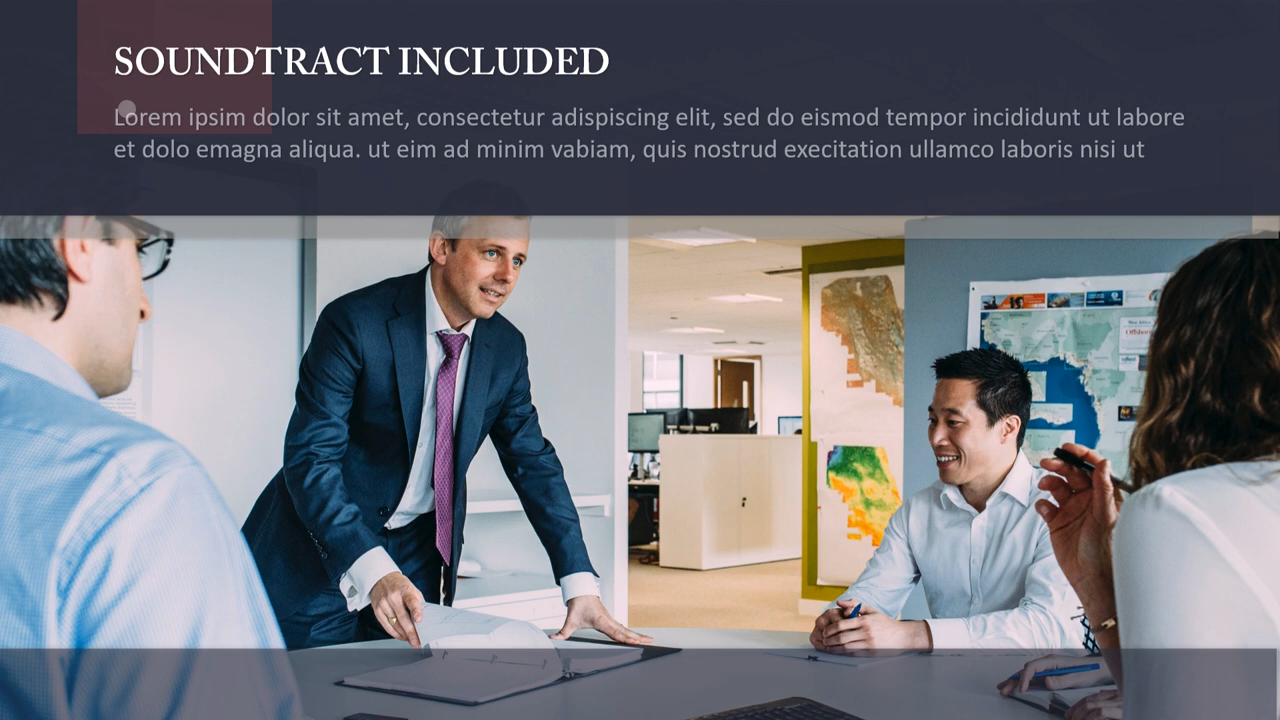 SOUNDTRACT INCLUDED
Lorem ipsim dolor sit amet, consectetur adipiscing elit, sed do eismod tempor incididunt ut labore
et dolo emagna aliqua. ut eim ad minim vabiam, quis nostrud execitation ullamco laboris nisi ut